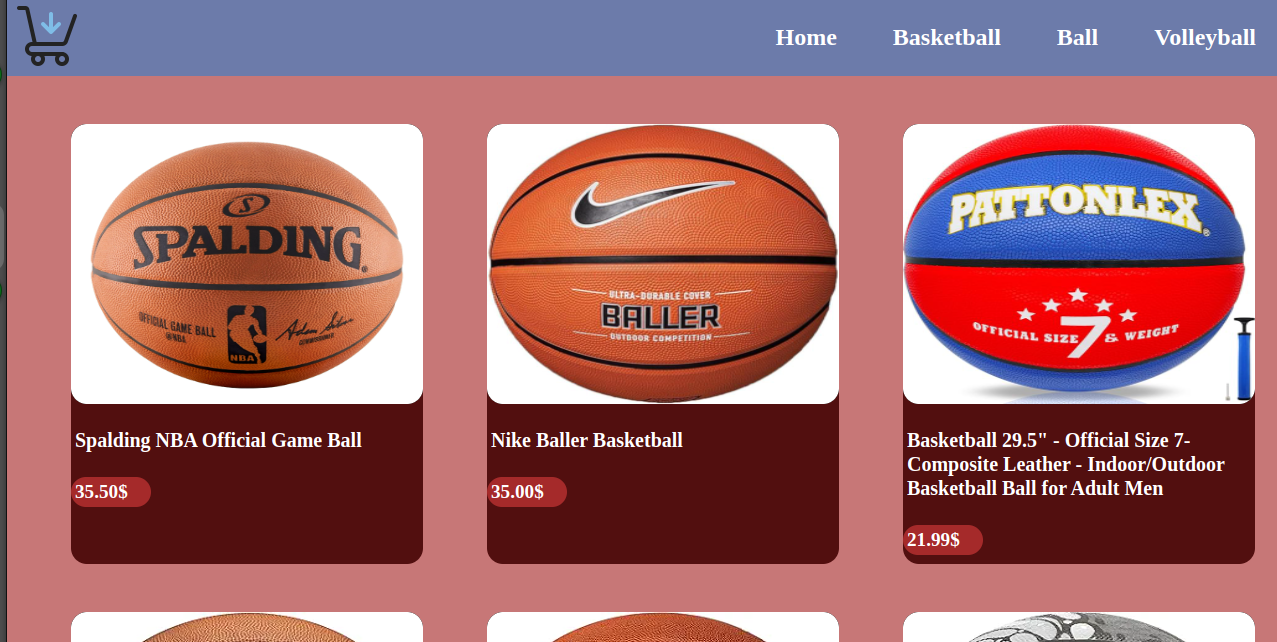 Home Basketball Ball Volleyball
S
SPALDING
OFFICIAL GAME BALL
NBA
ULTRA-DURABLE COVER
BALLER
OUTDOOR COMPETITION
PATTONLEX
OFFICIAL SIZE 7 & WEIGHT
Spalding NBA Official Game Ball
35.50$
Nike Baller Basketball
35.00$
Basketball 29.5" - Official Size 7-
Composite Leather - Indoor/Outdoor
Basketball Ball for Adult Men
21.99$